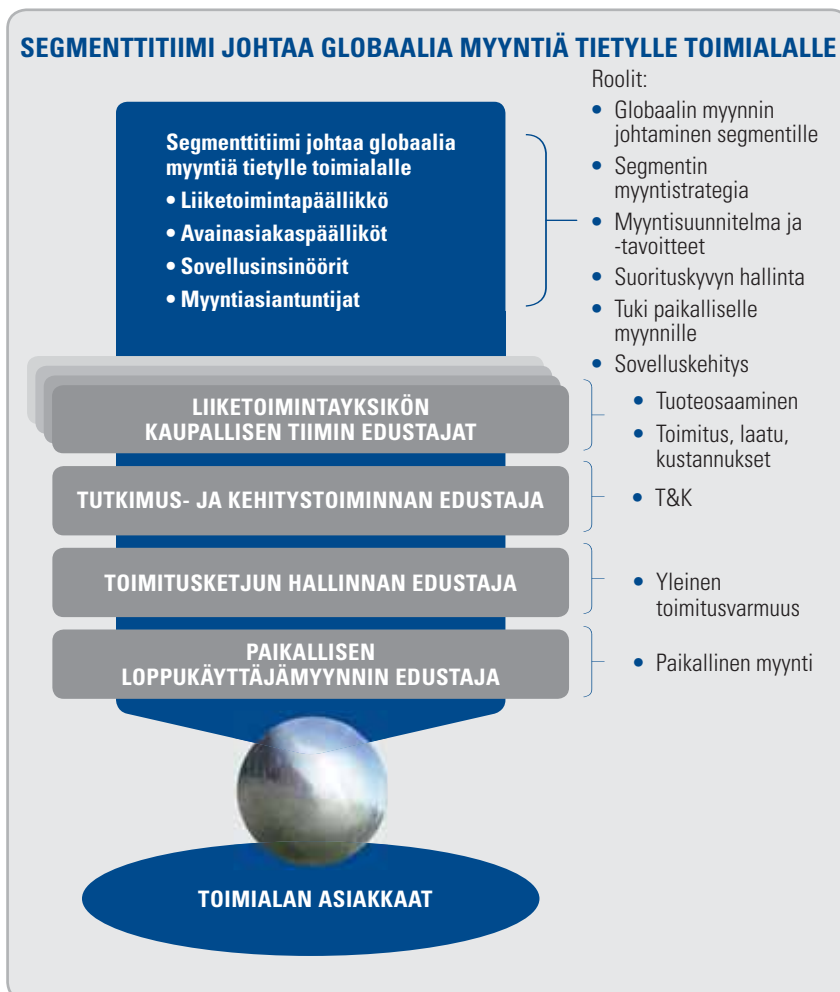 SEGMENTTITIIMI JOHTAA GLOBAALIA MYYNTIÄ TIETYLLE TOIMIALALLE
Segmenttitiimi johtaa globaalia
myyntiä tietylle toimialalle
• Liiketoimintapäällikkö
• Avainasiakaspäälliköt
• Sovellusinsinöörit
• Myyntiasiantuntijat
Roolit:
• Globaalin myynnin
johtaminen segmentille
• Segmentin
myyntistrategia
• Myyntisuunnitelma ja
-tavoitteet
• Suorituskyvyn hallinta
• Tuki paikalliselle
myynnille
• Sovelluskehitys
LIIKETOIMINTAYKSIKÖN
KAUPALLISEN TIIMIN EDUSTAJAT
• Tuoteosaaminen
• Toimitus, laatu,
kustannukset
TUTKIMUS- JA KEHITYSTOIMINNAN EDUSTAJA
• T&K
TOIMITUSKETJUN HALLINNAN EDUSTAJA
• Yleinen
toimitusvarmuus
PAIKALLISEN
LOPPUKÄYTTÄJÄMYYNNIN EDUSTAJA
• Paikallinen myynti
TOIMIALAN ASIAKKAAT